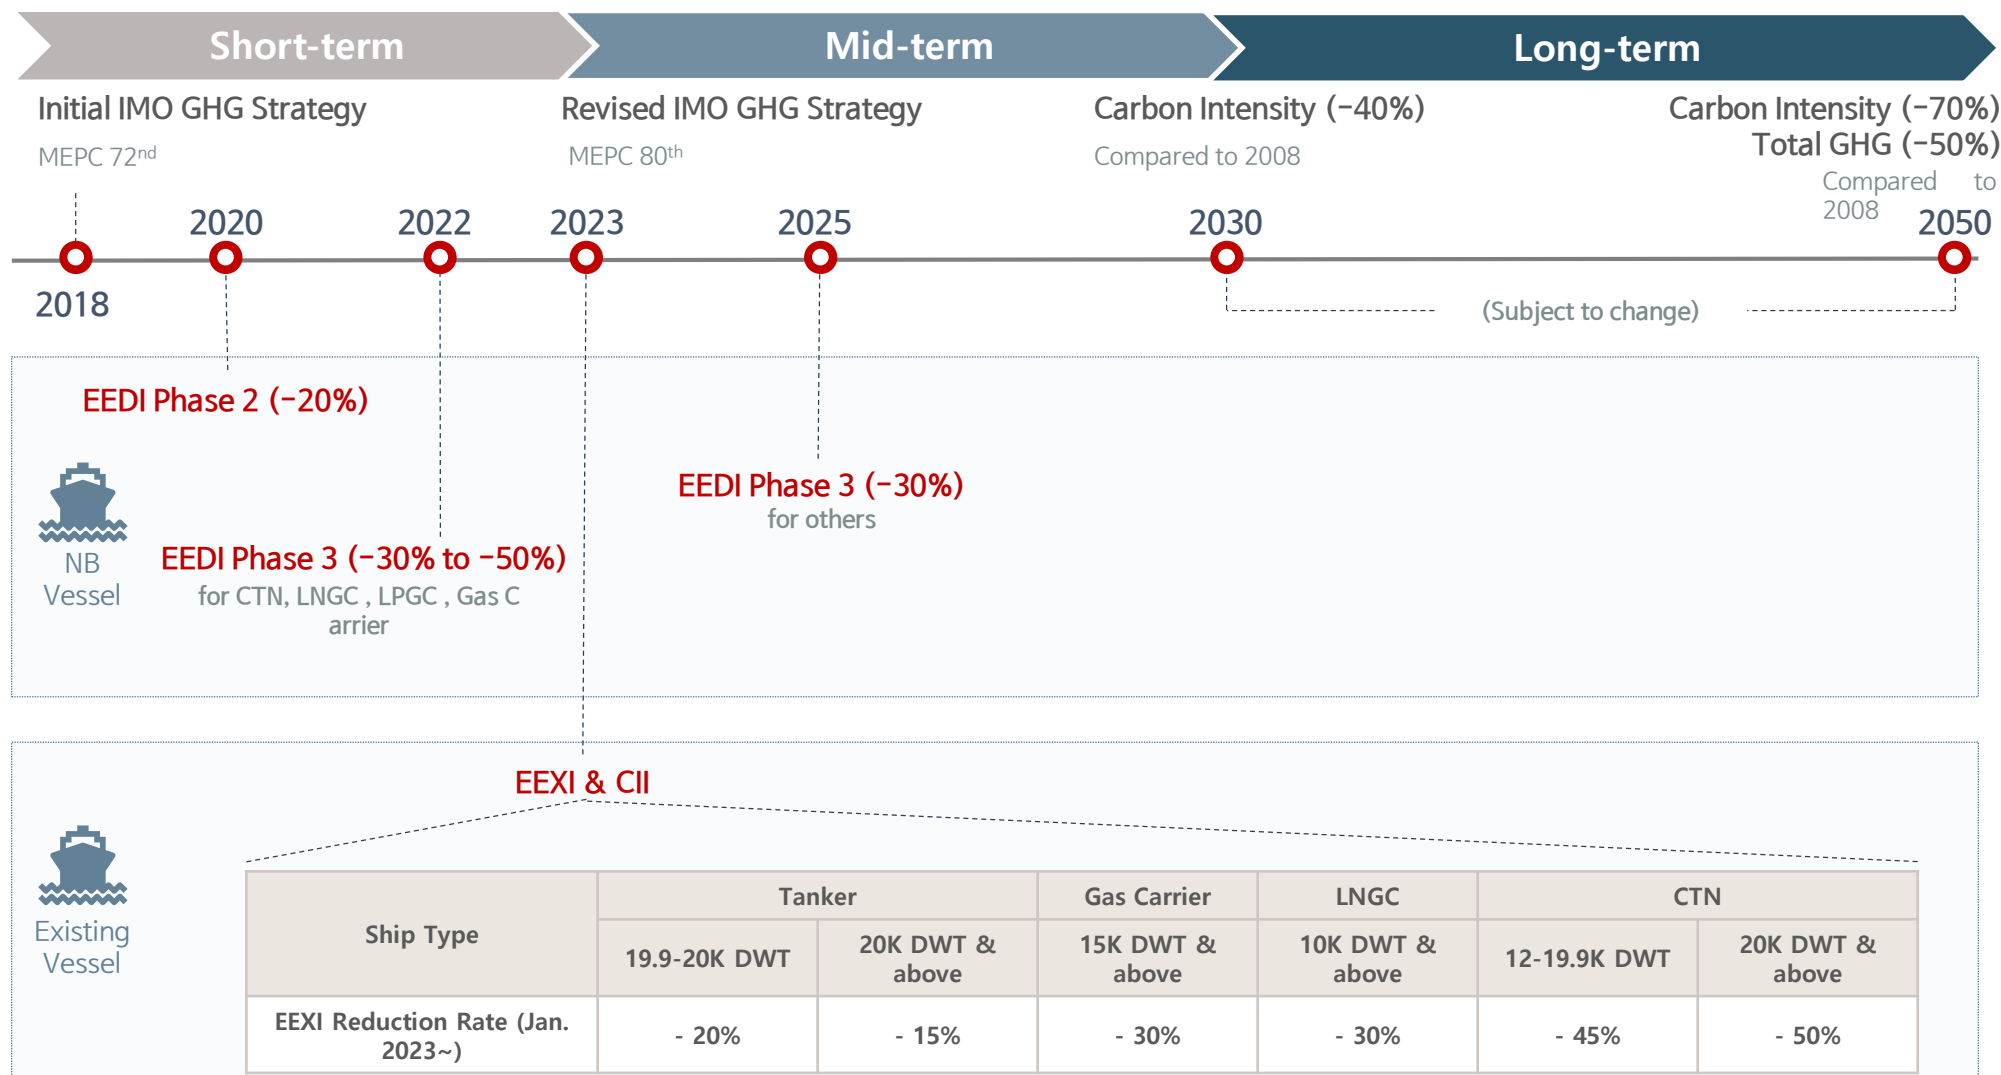 Short-term
Mid-term
Long-term
Initial IMO GHG Strategy
MEPC 72nd
Revised IMO GHG Strategy
MEPC 80th
Carbon Intensity (-40%)
Compared to 2008
Carbon Intensity (-70%)
Total GHG (-50%)
Compared to
2008
2018
2020
2022
2023
2025
2030
2050
(Subject to change)
EEDI Phase 2 (-20%)
EEDI Phase 3 (-30%)
for others
EEDI Phase 3 (-30% to -50%)
for CTN, LNGC , LPGC , Gas C
arrier
NB
Vessel
EEXI & CII
Existing
Vessel
Ship Type
Tanker
Gas Carrier
LNGC
CTN
19.9-20K DWT
20K DWT &
above
15K DWT &
above
10K DWT &
above
12-19.9K DWT
20K DWT &
above
EEXI Reduction Rate (Jan.
2023~)
- 20%
- 15%
- 30%
- 30%
- 45%
- 50%